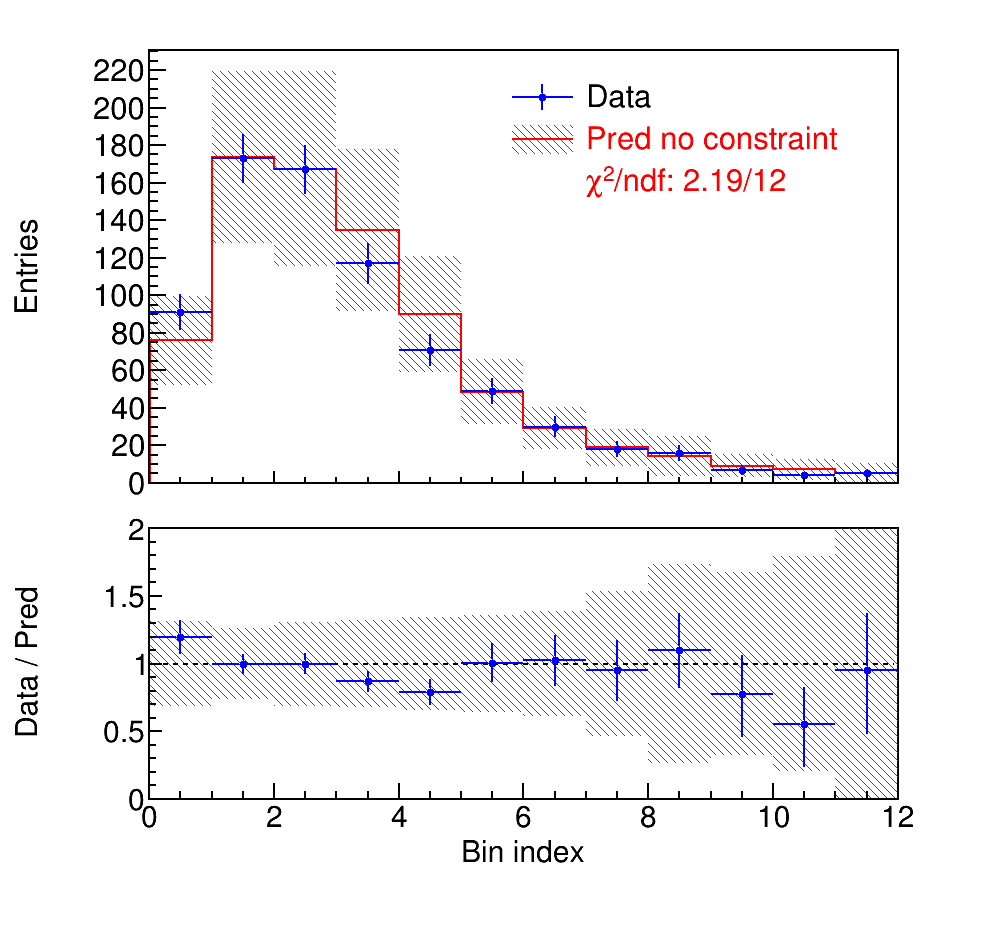 Entries
220
200
180
160
140
120
100
80
60
40
20
0
Data
Pred no constraint
χ²/ndf: 2.19/12
Data / Pred
2
1.5
1
0.5
0
0 2 4 6 8 10 12
Bin index